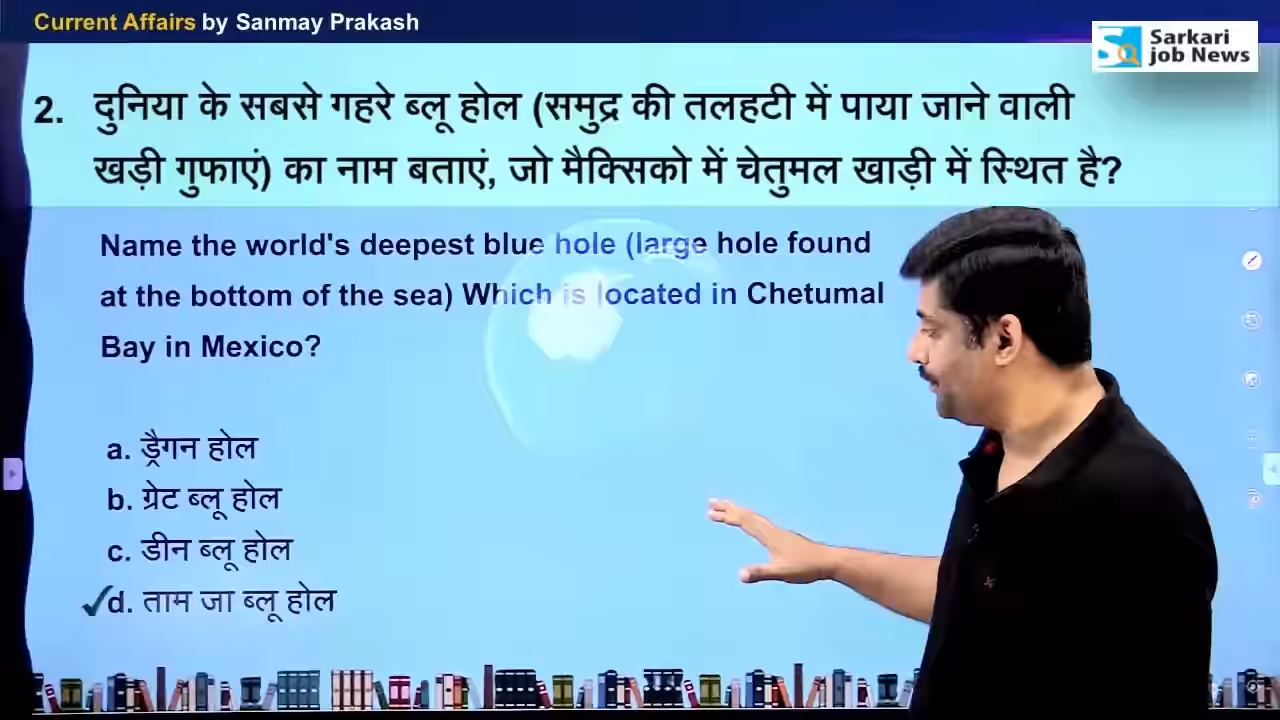 Current Affairs by Sanmay Prakash
Sarkari
job News
2. दुनिया के सबसे गहरे ब्लू होल (समुद्र की तलहटी में पाया जाने वाली
खड़ी गुफाएं) का नाम बताएं, जो मैक्सिको में चेतुमल खाड़ी में स्थित है?
Name the world's deepest blue hole (large hole found
at the bottom of the sea) Which is located in Chetumal
Bay in Mexico?
a. ड्रैगन होल
b. ग्रेट ब्लू होल
c. डीन ब्लू होल
d. ताम जा ब्लू होल